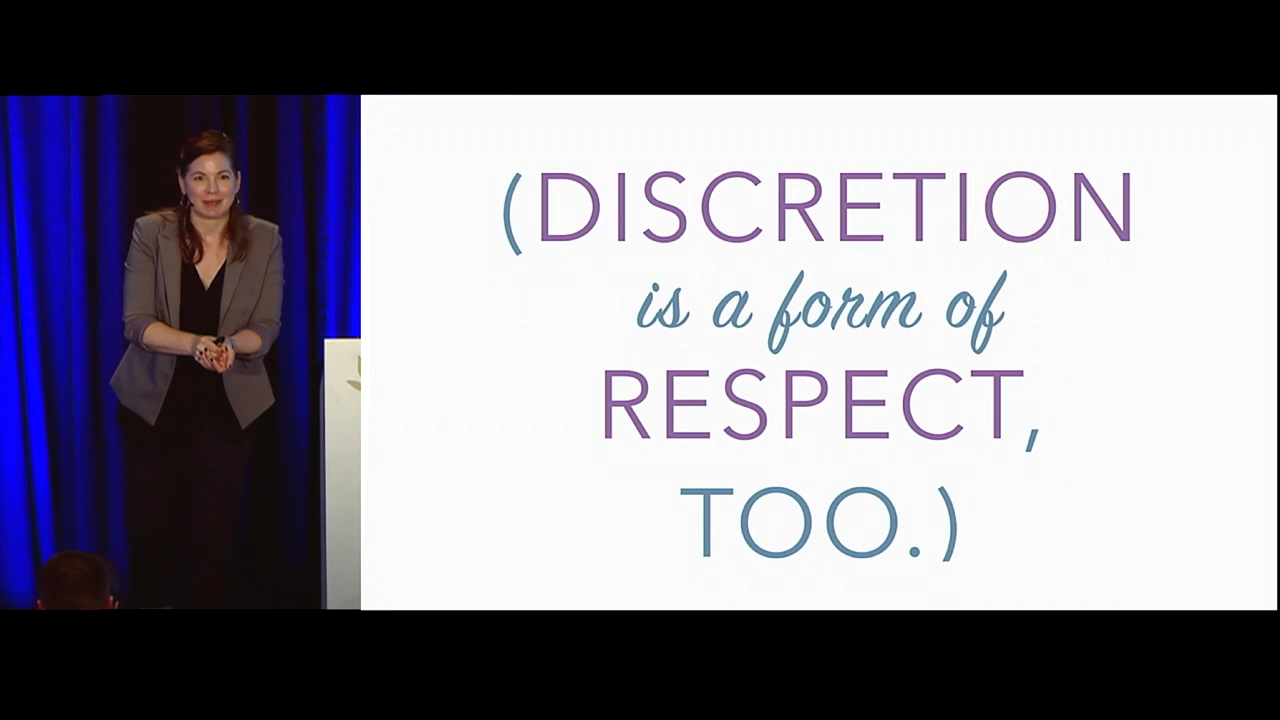 (DISCRETION
is a form of
RESPECT,
TOO.)